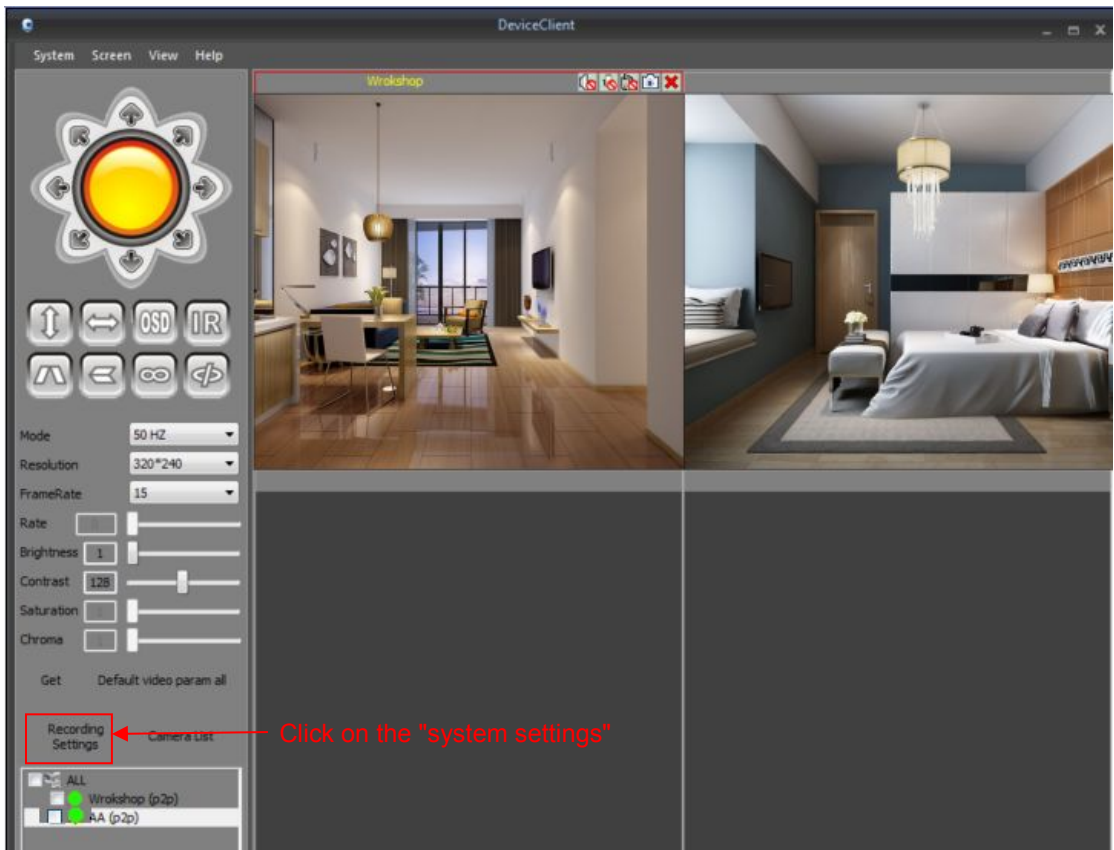 DeviceClient
System Screen View Help
Wrokshop
OSD IR
Mode 50 HZ
Resolution 320*240
FrameRate 15
Rate
Brightness 1
Contrast 128
Saturation
Chroma
Get Default video param all
Recording
Settings
Camera List
Click on the "system settings"
ALL
Wrokshop (p2p)
AA (p2p)